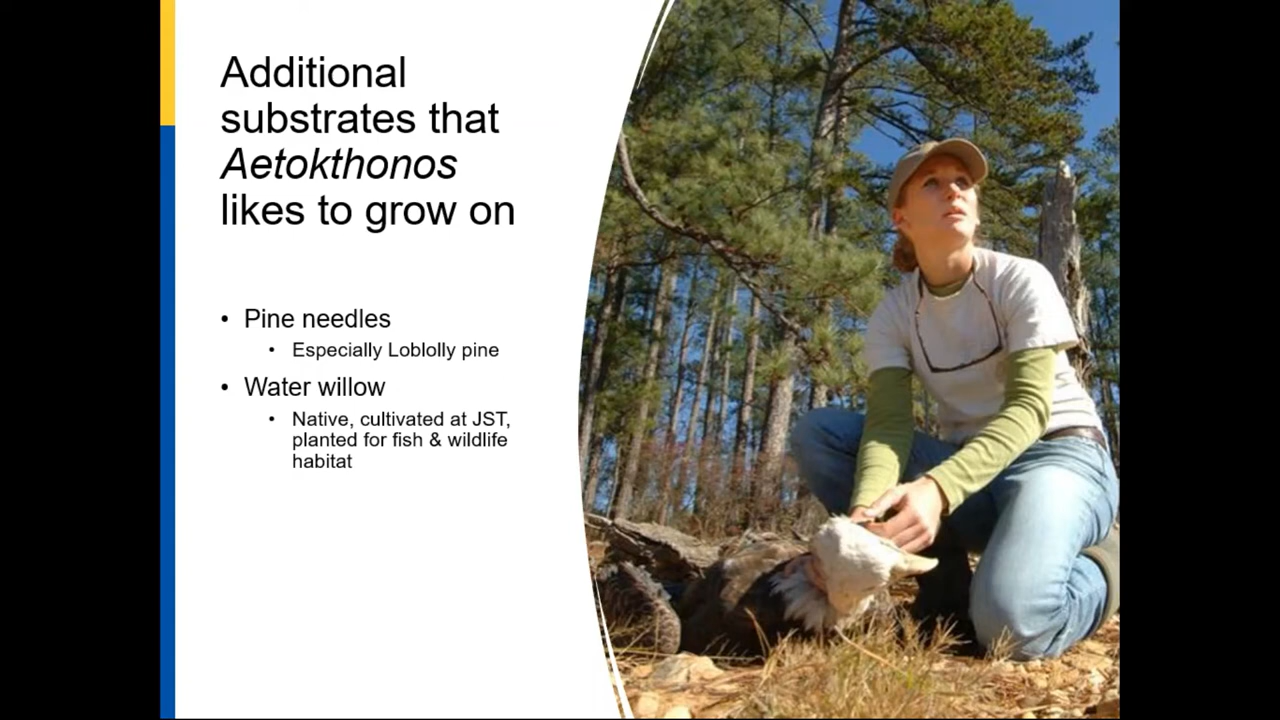 Additional
substrates that
Aetokthonos
likes to grow on
• Pine needles
• Especially Loblolly pine
• Water willow
• Native, cultivated at JST,
planted for fish & wildlife
habitat